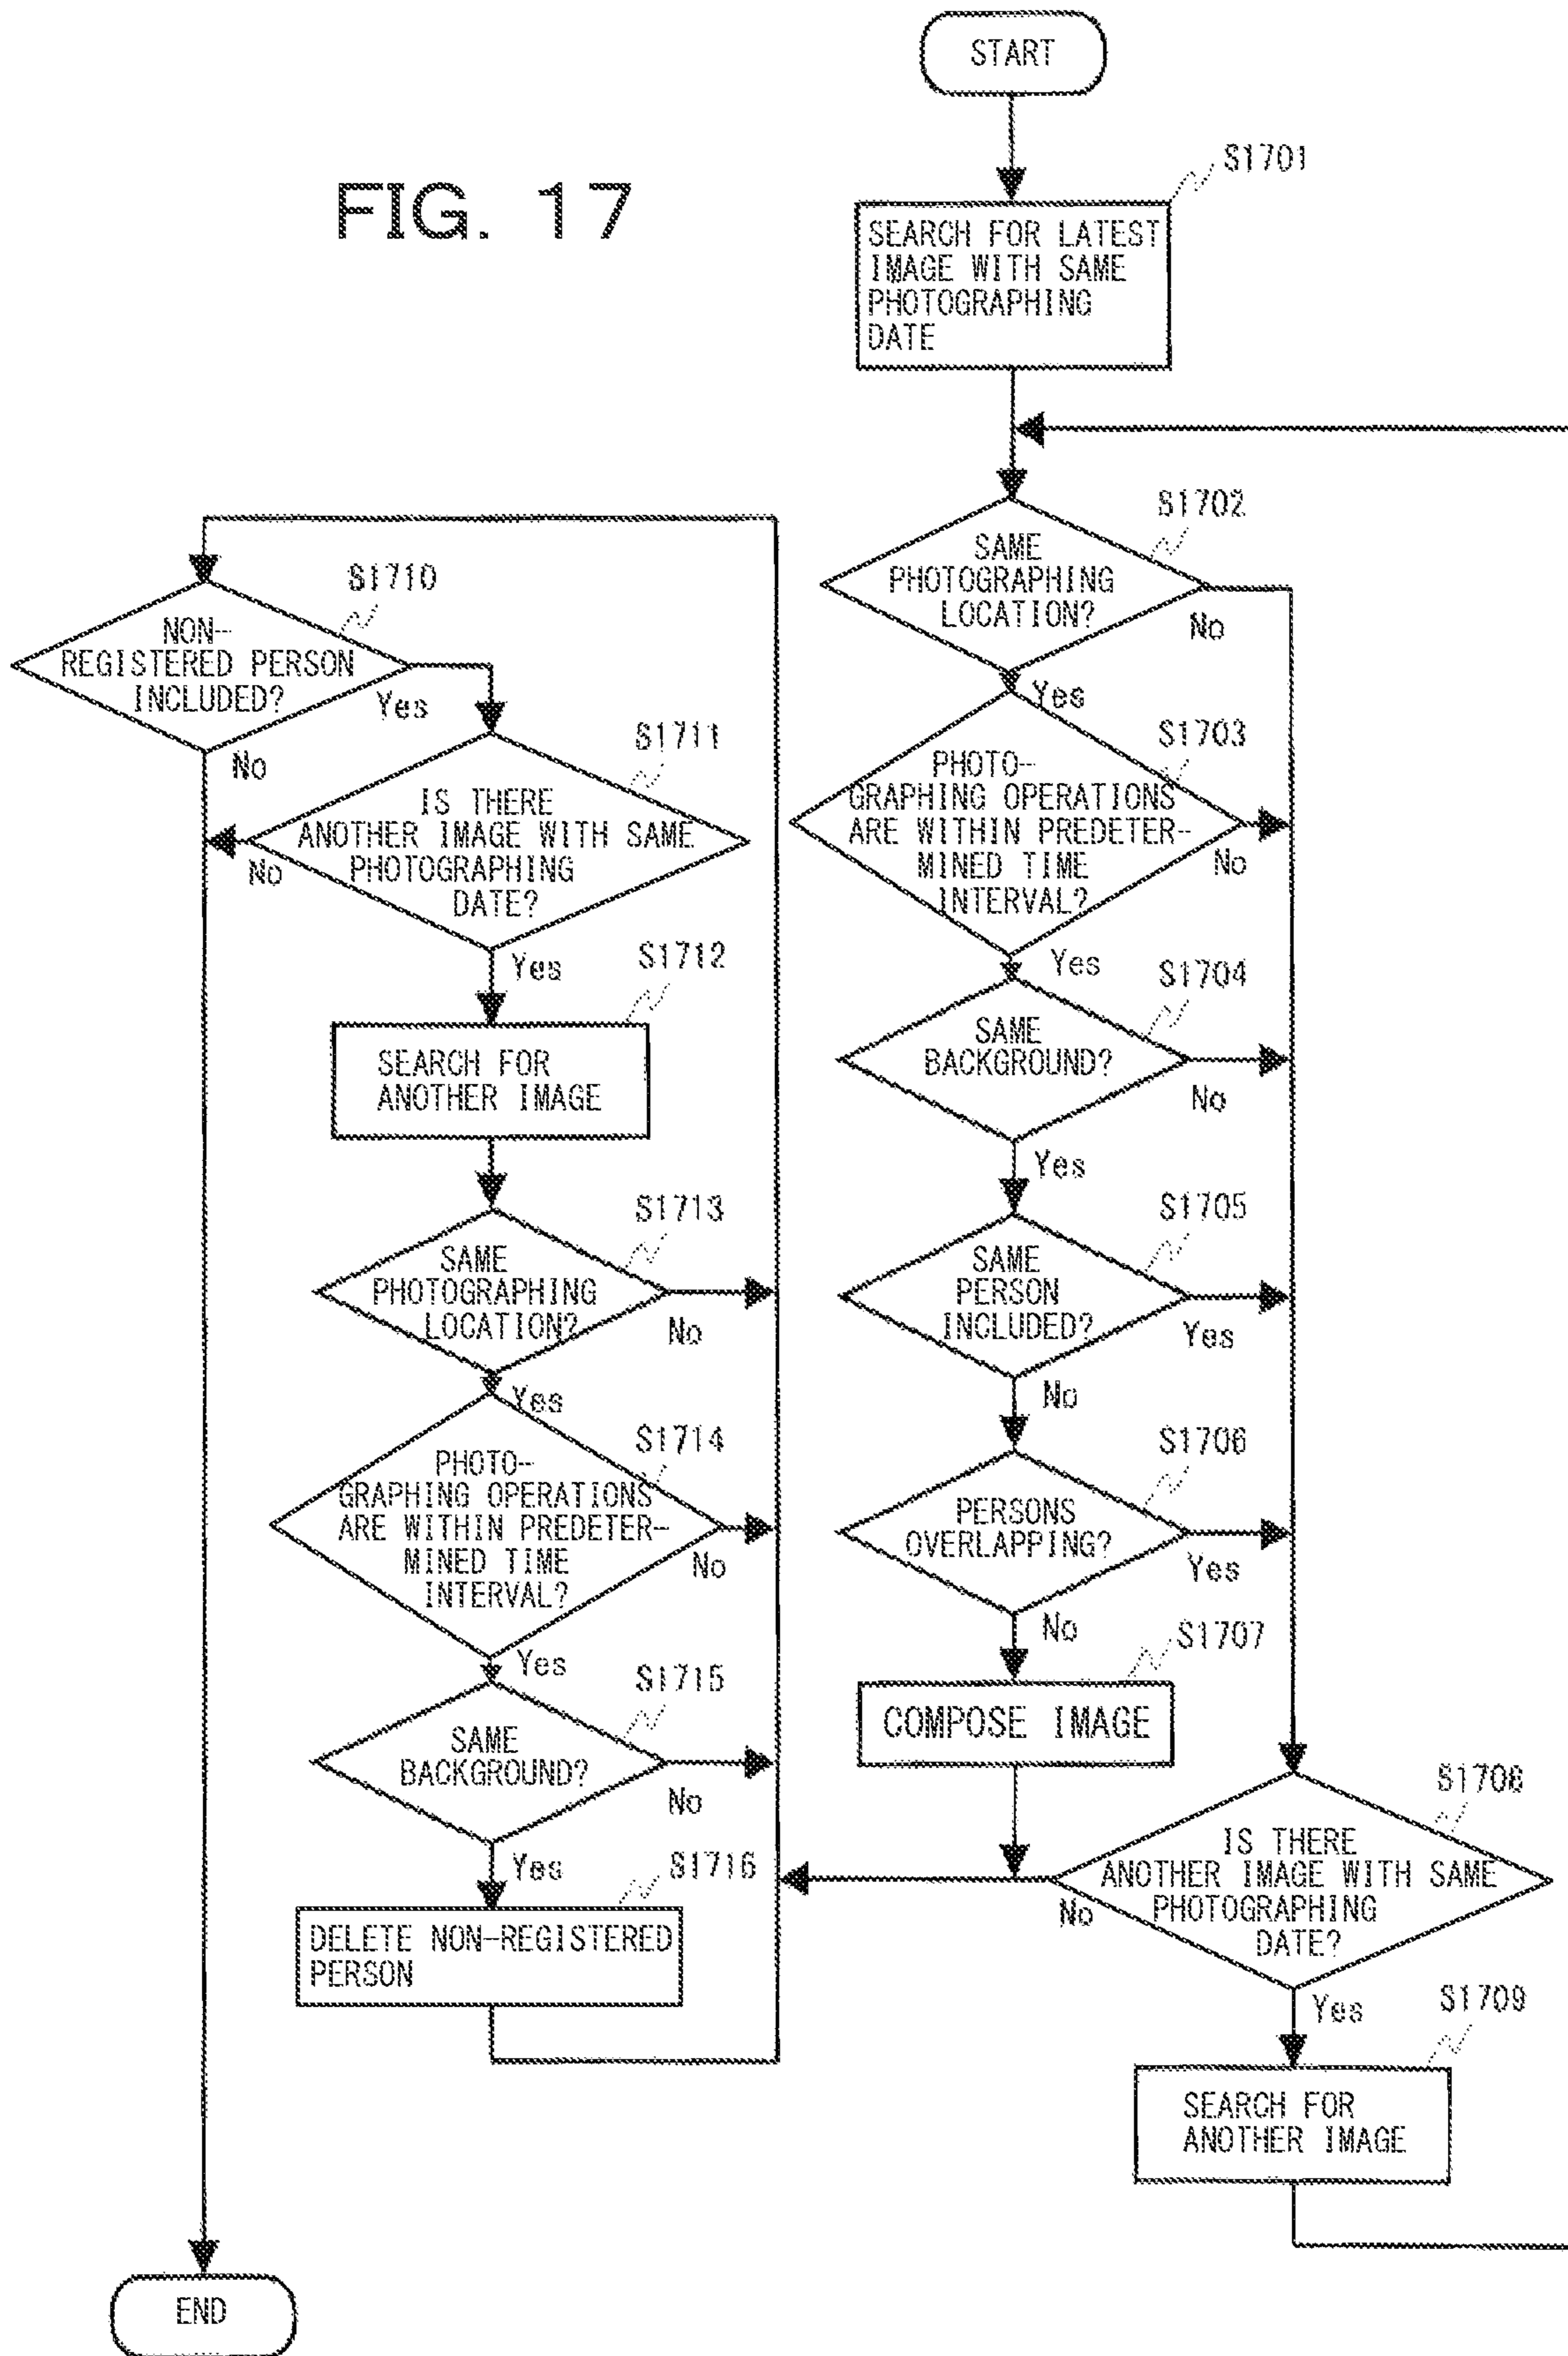 FIG. 17
START
S1701
SEARCH FOR LATEST
IMAGE WITH SAME
PHOTOGRAPHING
DATE
S1702
SAME
PHOTOGRAPHING
LOCATION?
No
Yes
S1703
PHOTO-
GRAPHING OPERATIONS
ARE WITHIN PREDETER-
MINED TIME
INTERVAL?
No
Yes
S1704
SAME
BACKGROUND?
No
Yes
S1705
SAME
PERSON
INCLUDED?
Yes
No
S1706
PERSONS
OVERLAPPING?
Yes
No
S1707
COMPOSE IMAGE
S1708
IS THERE
ANOTHER IMAGE WITH SAME
PHOTOGRAPHING
DATE?
No
Yes
S1709
SEARCH FOR
ANOTHER IMAGE
S1710
NON-
REGISTERED PERSON
INCLUDED?
Yes
No
S1711
IS THERE
ANOTHER IMAGE WITH SAME
PHOTOGRAPHING
DATE?
No
Yes
S1712
SEARCH FOR
ANOTHER IMAGE
S1713
SAME
PHOTOGRAPHING
LOCATION?
No
Yes
S1714
PHOTO-
GRAPHING OPERATIONS
ARE WITHIN PREDETER-
MINED TIME
INTERVAL?
No
Yes
S1715
SAME
BACKGROUND?
No
Yes
S1716
DELETE NON-REGISTERED
PERSON
END